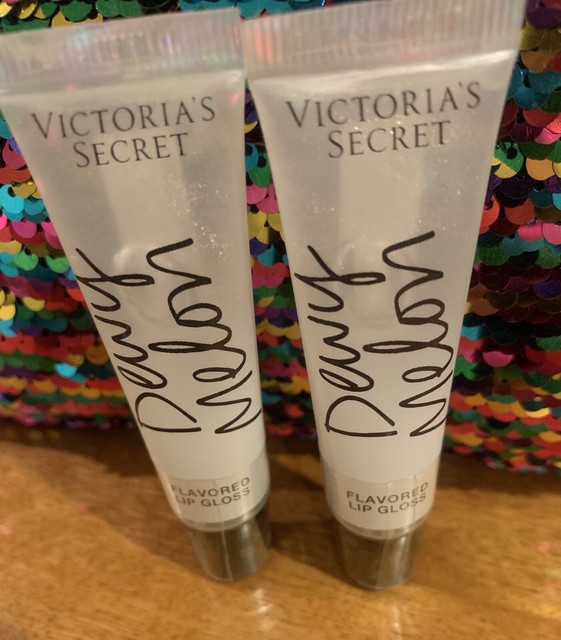 VICTORIA'S
SECRET
Dewy
Melon
FLAVORED
LIP GLOSS
VICTORIA'S
SECRET
Dewy
Melon
FLAVORED
LIP GLOSS